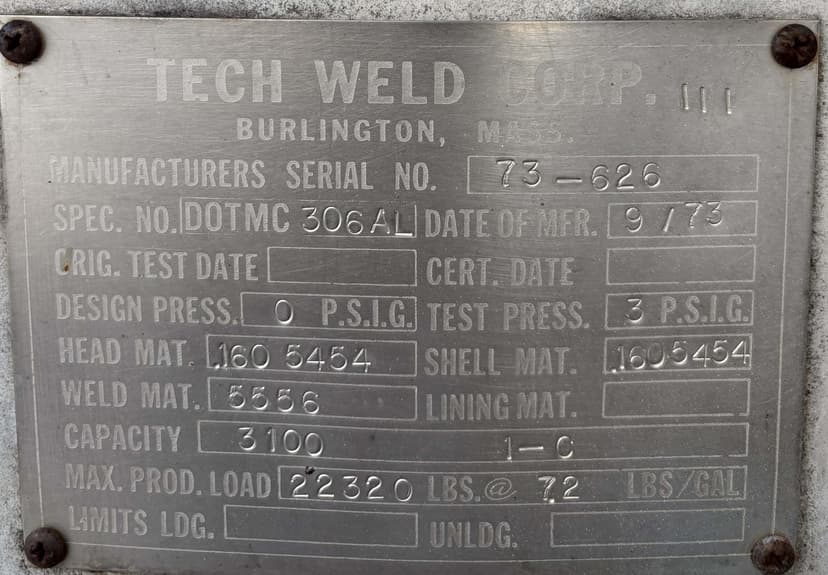 TECH WELD CORP. 111
BURLINGTON, MASS.
MANUFACTURERS SERIAL NO. 73-626
SPEC. NO. DOTMC 306AL DATE OF MFR. 9/73
ORIG. TEST DATE CERT. DATE
DESIGN PRESS. 0 P.S.I.G. TEST PRESS. 3 P.S.I.G.
HEAD MAT. .160 5454 SHELL MAT. .160 5454
WELD MAT. 5556 LINING MAT.
CAPACITY 3100 1-C
MAX. PROD. LOAD 22320 LBS. @ 7.2 LBS/GAL
LIMITS LDG. UNLDG.